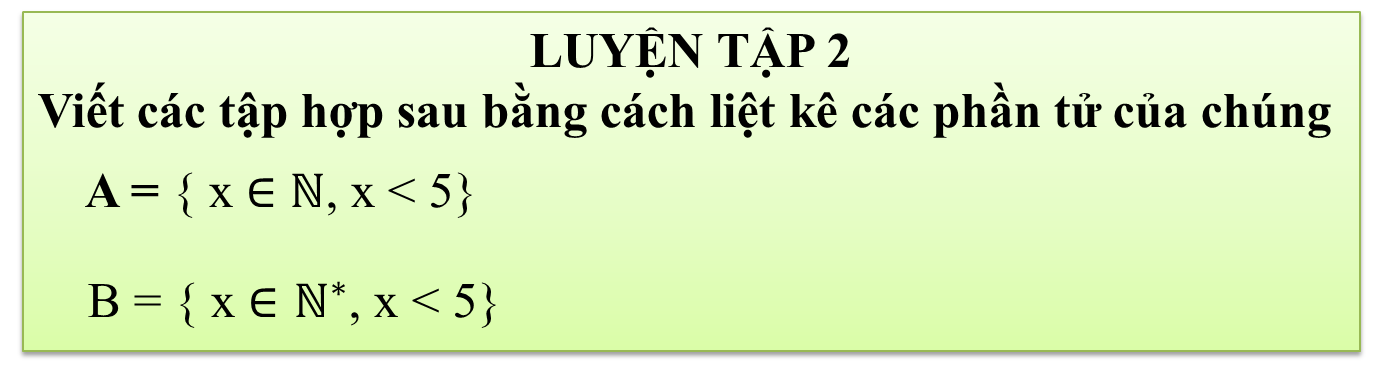 LUYỆN TẬP 2
Viết các tập hợp sau bằng cách liệt kê các phần tử của chúng
A = { x ∈ ℕ, x < 5}
B = { x ∈ ℕ*, x < 5}